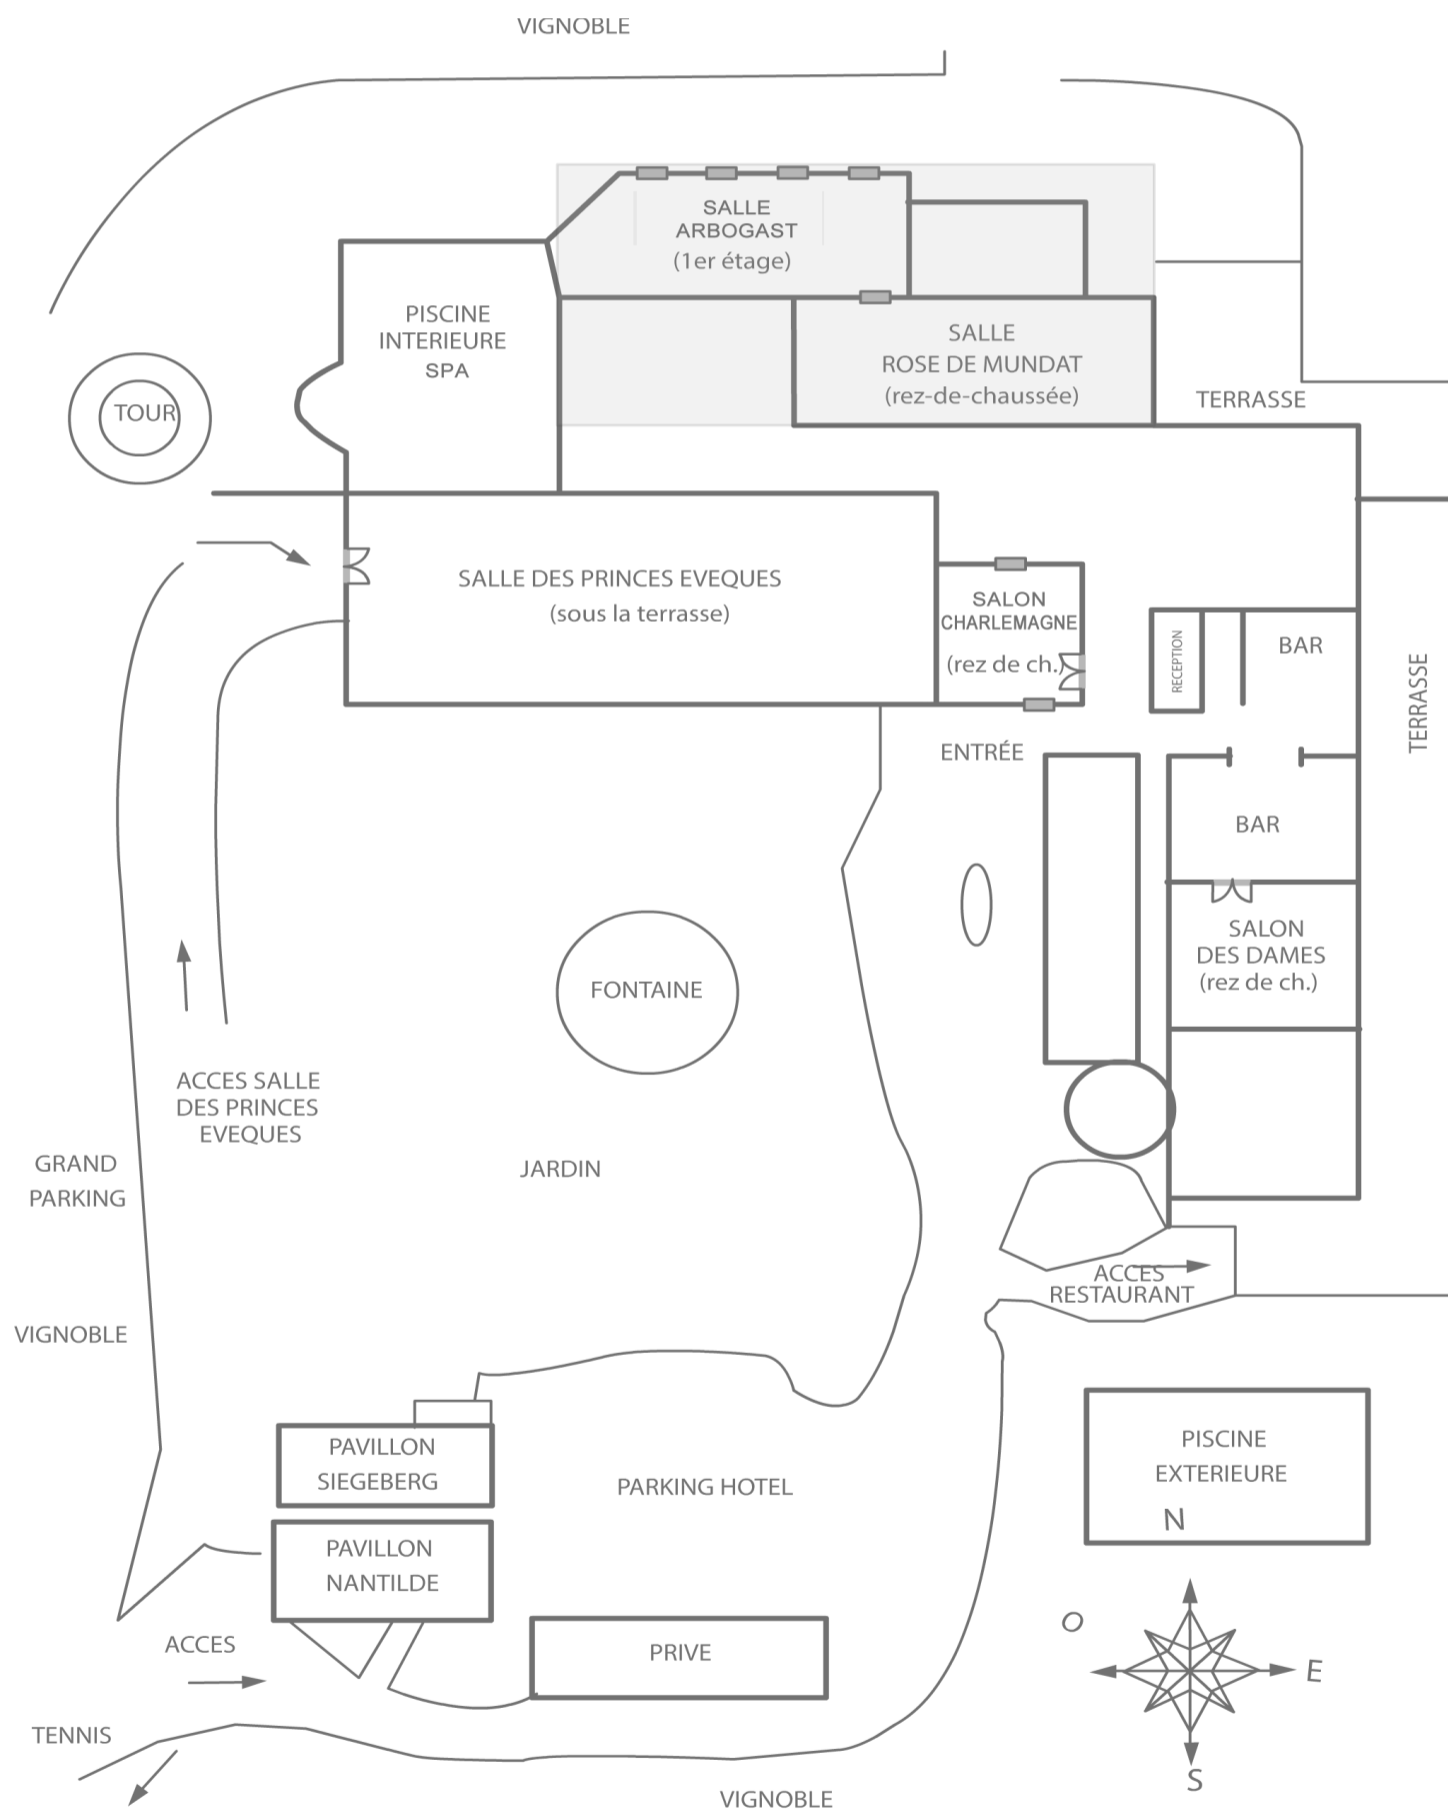 VIGNOBLE
SALLE
ARBOGAST
(1er étage)
PISCINE
INTERIEURE
SPA
SALLE
ROSE DE MUNDAT
(rez-de-chaussée)
TERRASSE
TOUR
SALLE DES PRINCES EVEQUES
(sous la terrasse)
SALON
CHARLEMAGNE
(rez de ch.)
RECEPTION
BAR
TERRASSE
ENTRÉE
BAR
SALON
DES DAMES
(rez de ch.)
FONTAINE
ACCES SALLE
DES PRINCES
EVEQUES
GRAND
PARKING
JARDIN
ACCES
RESTAURANT
VIGNOBLE
PAVILLON
SIEGEBERG
PARKING HOTEL
PISCINE
EXTERIEURE
N
PAVILLON
NANTILDE
O
ACCES
PRIVE
E
TENNIS
S
VIGNOBLE